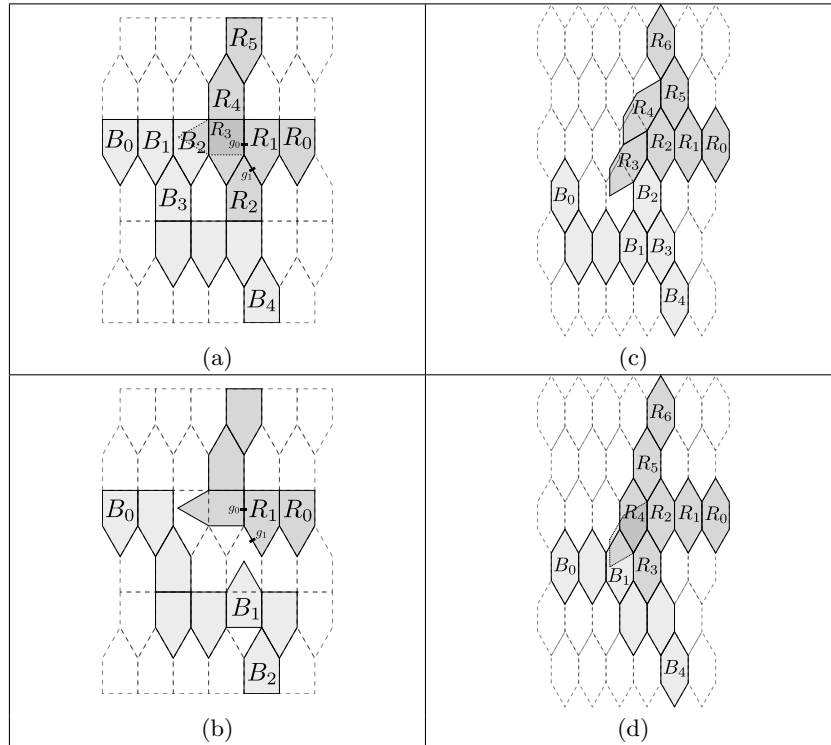 R₅
R₆
R₄
R₄ R₅
B₀ B₁ B₂ R₃ g₀ R₁ R₀
R₃ R₂ R₁ R₀
g₁
B₃ R₂
B₀ B₂
B₁ B₃
B₄
B₄
(a)
(c)
R₆
R₅
B₀ g₀ R₁ R₀
R₄ R₂ R₁ R₀
g₁
B₀ B₁ R₃
B₁
B₂
B₄
(b)
(d)